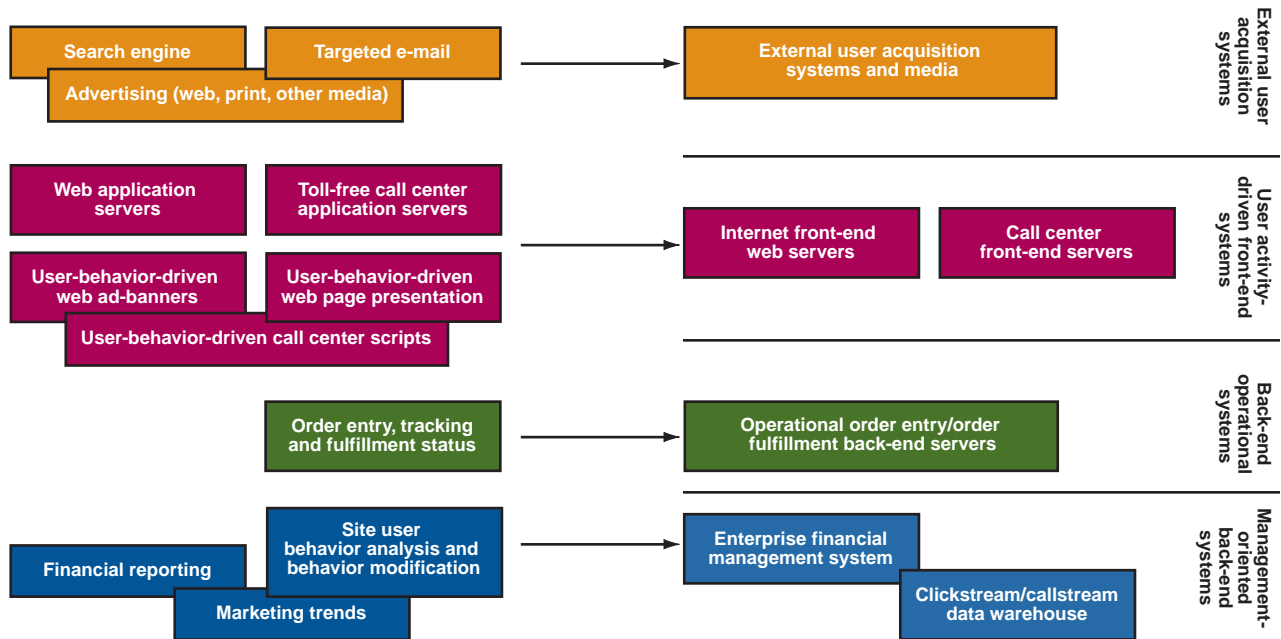 Search engine
Targeted e-mail
Advertising (web, print, other media)
External user acquisition
systems and media
External user
acquisition
systems
Web application
servers
Toll-free call center
application servers
User-behavior-driven
web ad-banners
User-behavior-driven
web page presentation
User-behavior-driven call center scripts
Internet front-end
web servers
Call center
front-end servers
User activity-
driven front-end
systems
Order entry, tracking
and fulfillment status
Operational order entry/order
fulfillment back-end servers
Back-end
operational
systems
Financial reporting
Site user
behavior analysis and
behavior modification
Marketing trends
Enterprise financial
management system
Clickstream/callstream
data warehouse
Management-
oriented
back-end
systems